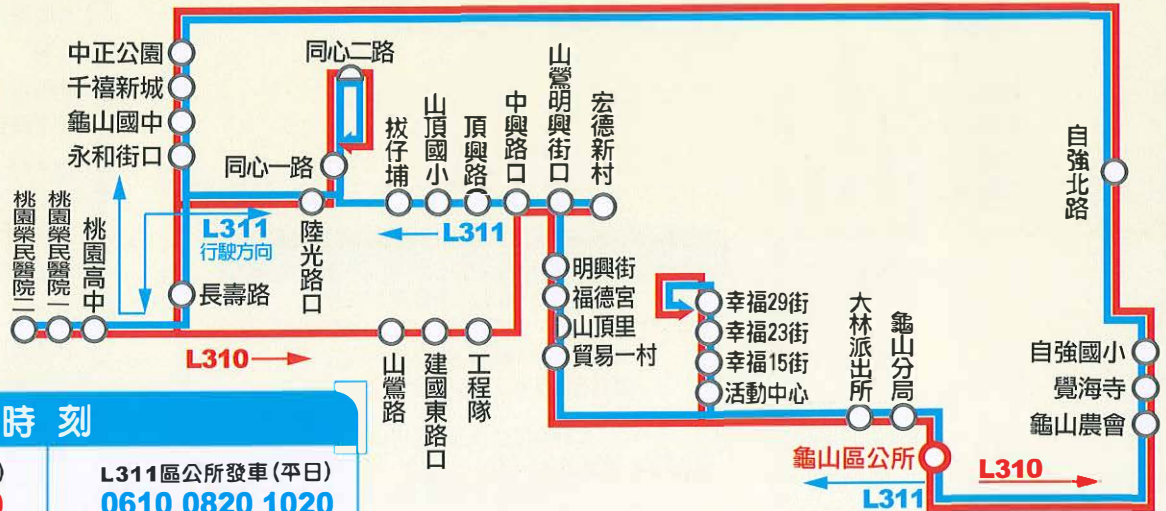 中正公園
千禧新城
龜山國中
永和街口
同心二路
同心一路
拔仔埔
山頂國小
頂興路
中興路口
山鶯明興街口
宏德新村
自強北路
桃園榮民醫院二
桃園榮民醫院一
桃園高中
L311
行駛方向
陸光路口
L311
長壽路
明興街
福德宮
山頂里
貿易一村
幸福29街
幸福23街
幸福15街
活動中心
大林派出所
龜山分局
自強國小
覺海寺
龜山農會
L310
山鶯路
建國東路口
工程隊
龜山區公所
L310
L311
時刻
L311區公所發車(平日)
0610 0820 1020